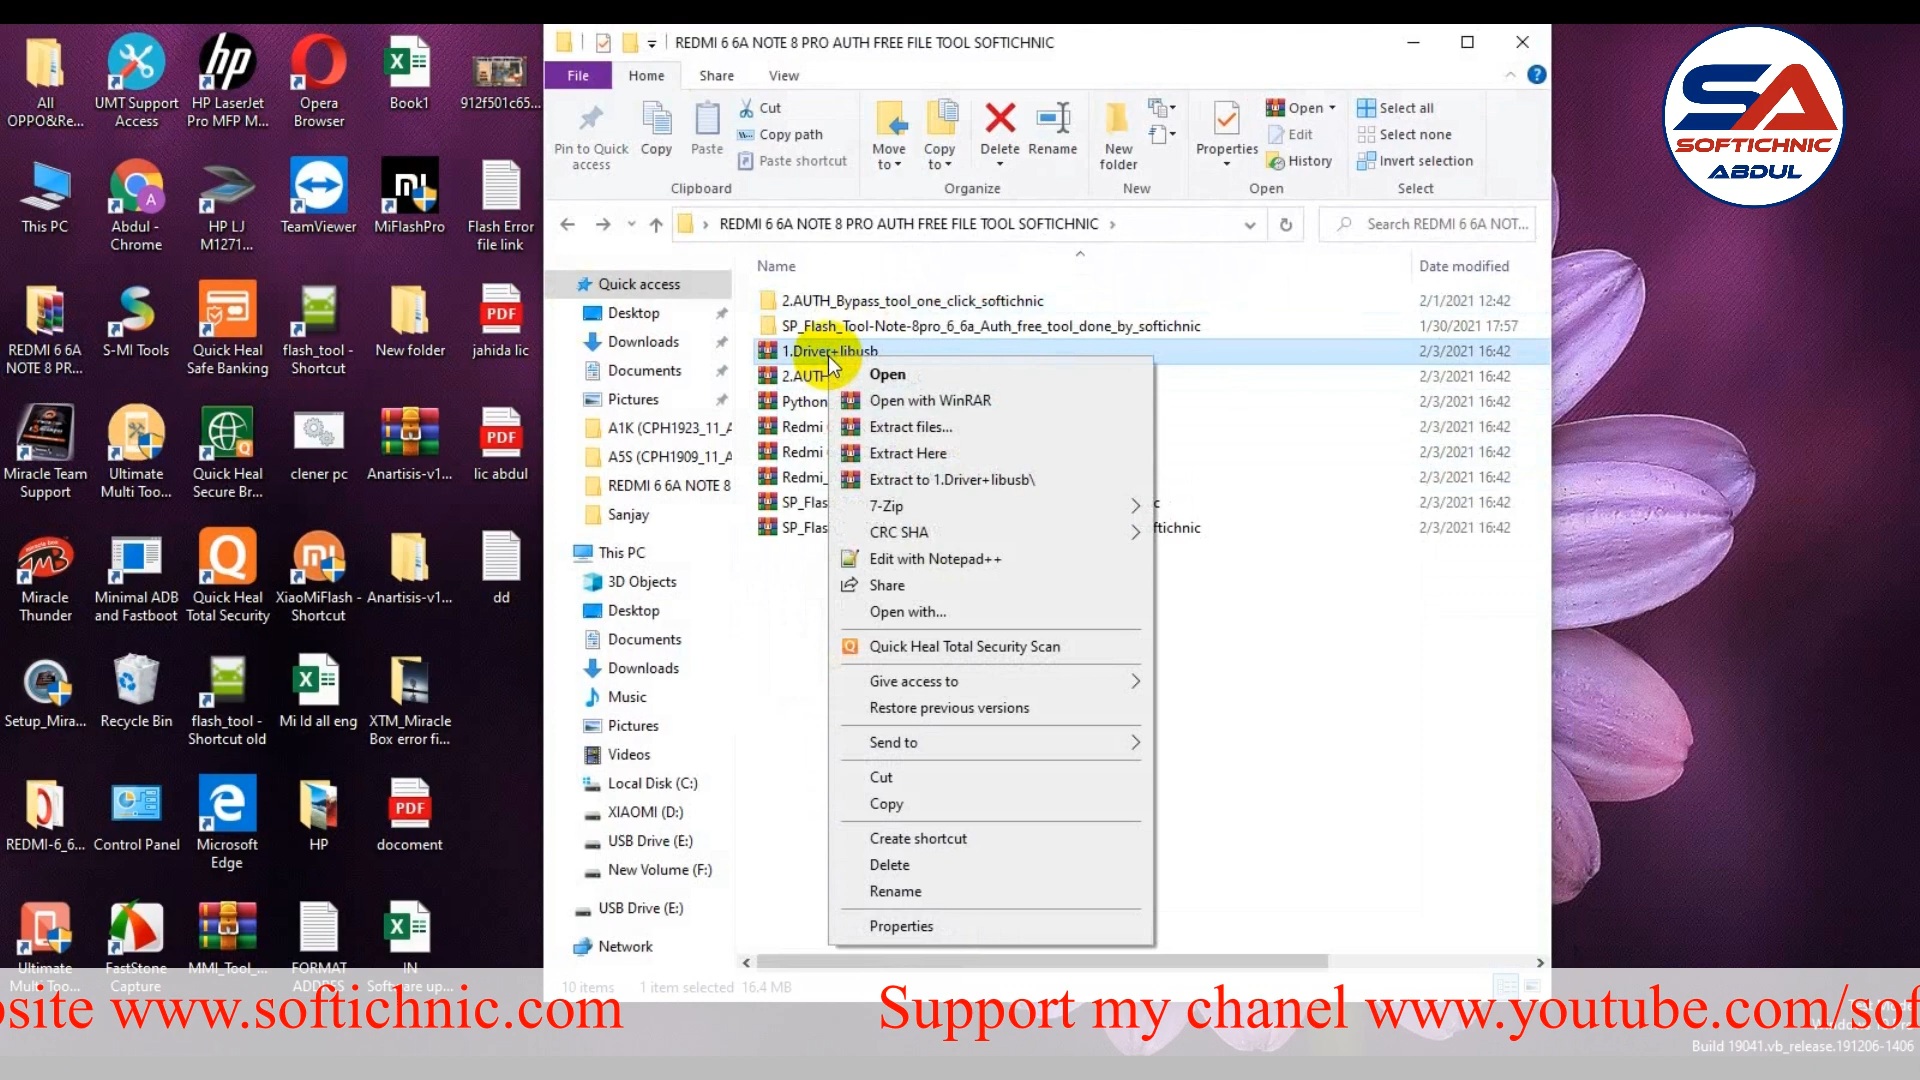 All OPPO&Re...
UMT Support Access
HP LaserJet Pro MFP M...
Opera Browser
Book1
912f501c65...
This PC
Abdul - Chrome
HP LJ M1271...
TeamViewer
MiFlashPro
Flash Error file link
REDMI 6 6A NOTE 8 PR...
S-MI Tools
Quick Heal Safe Banking
flash_tool - Shortcut
New folder
jahida lic
Miracle Team Support
Ultimate Multi Too...
Quick Heal Secure Br...
clener pc
Anartisis-v1...
lic abdul
Miracle Thunder
Minimal ADB and Fastboot
Quick Heal Total Security
XiaoMiFlash - Shortcut
Anartisis-v1...
dd
Setup_Mira...
Recycle Bin
flash_tool - Shortcut old
Mi Id all eng
XTM_Miracle Box error fi...
REDMI-6_6...
Control Panel
Microsoft Edge
HP
docoment
Ultimate Multi Too...
FastStone Capture
MMI_Tool_...
FORMAT ADDRES
IN Software up...
REDMI 6 6A NOTE 8 PRO AUTH FREE FILE TOOL SOFTICHNIC
File Home Share View
Pin to Quick access
Copy
Paste
Cut
Copy path
Paste shortcut
Clipboard
Move to
Copy to
Delete
Rename
Organize
New folder
New
Properties
Open
Edit
History
Open
Select all
Select none
Invert selection
Select
REDMI 6 6A NOTE 8 PRO AUTH FREE FILE TOOL SOFTICHNIC
Search REDMI 6 6A NOT...
Quick access
Desktop
Downloads
Documents
Pictures
A1K (CPH1923_11_A
A5S (CPH1909_11_A
REDMI 6 6A NOTE 8
Sanjay
This PC
3D Objects
Desktop
Documents
Downloads
Music
Pictures
Videos
Local Disk (C:)
XIAOMI (D:)
USB Drive (E:)
New Volume (F:)
USB Drive (E:)
Network
Name Date modified
2.AUTH_Bypass_tool_one_click_softichnic 2/1/2021 12:42
SP_Flash_Tool-Note-8pro_6_6a_Auth_free_tool_done_by_softichnic 1/30/2021 17:57
1.Driver+libusb 2/3/2021 16:42
2.AUTH 2/3/2021 16:42
Python 2/3/2021 16:42
Redmi 2/3/2021 16:42
Redmi 2/3/2021 16:42
Redmi_ 2/3/2021 16:42
SP_Flas c 2/3/2021 16:42
SP_Flas ftichnic 2/3/2021 16:42
Open
Open with WinRAR
Extract files...
Extract Here
Extract to 1.Driver+libusb\
7-Zip
CRC SHA
Edit with Notepad++
Share
Open with...
Quick Heal Total Security Scan
Give access to
Restore previous versions
Send to
Cut
Copy
Create shortcut
Delete
Rename
Properties
10 items 1 item selected 16.4 MB
SA
SOFTICHNIC
ABDUL
site www.softichnic.com Support my chanel www.youtube.com/sof
Build 19041.vb_release.191206-1406